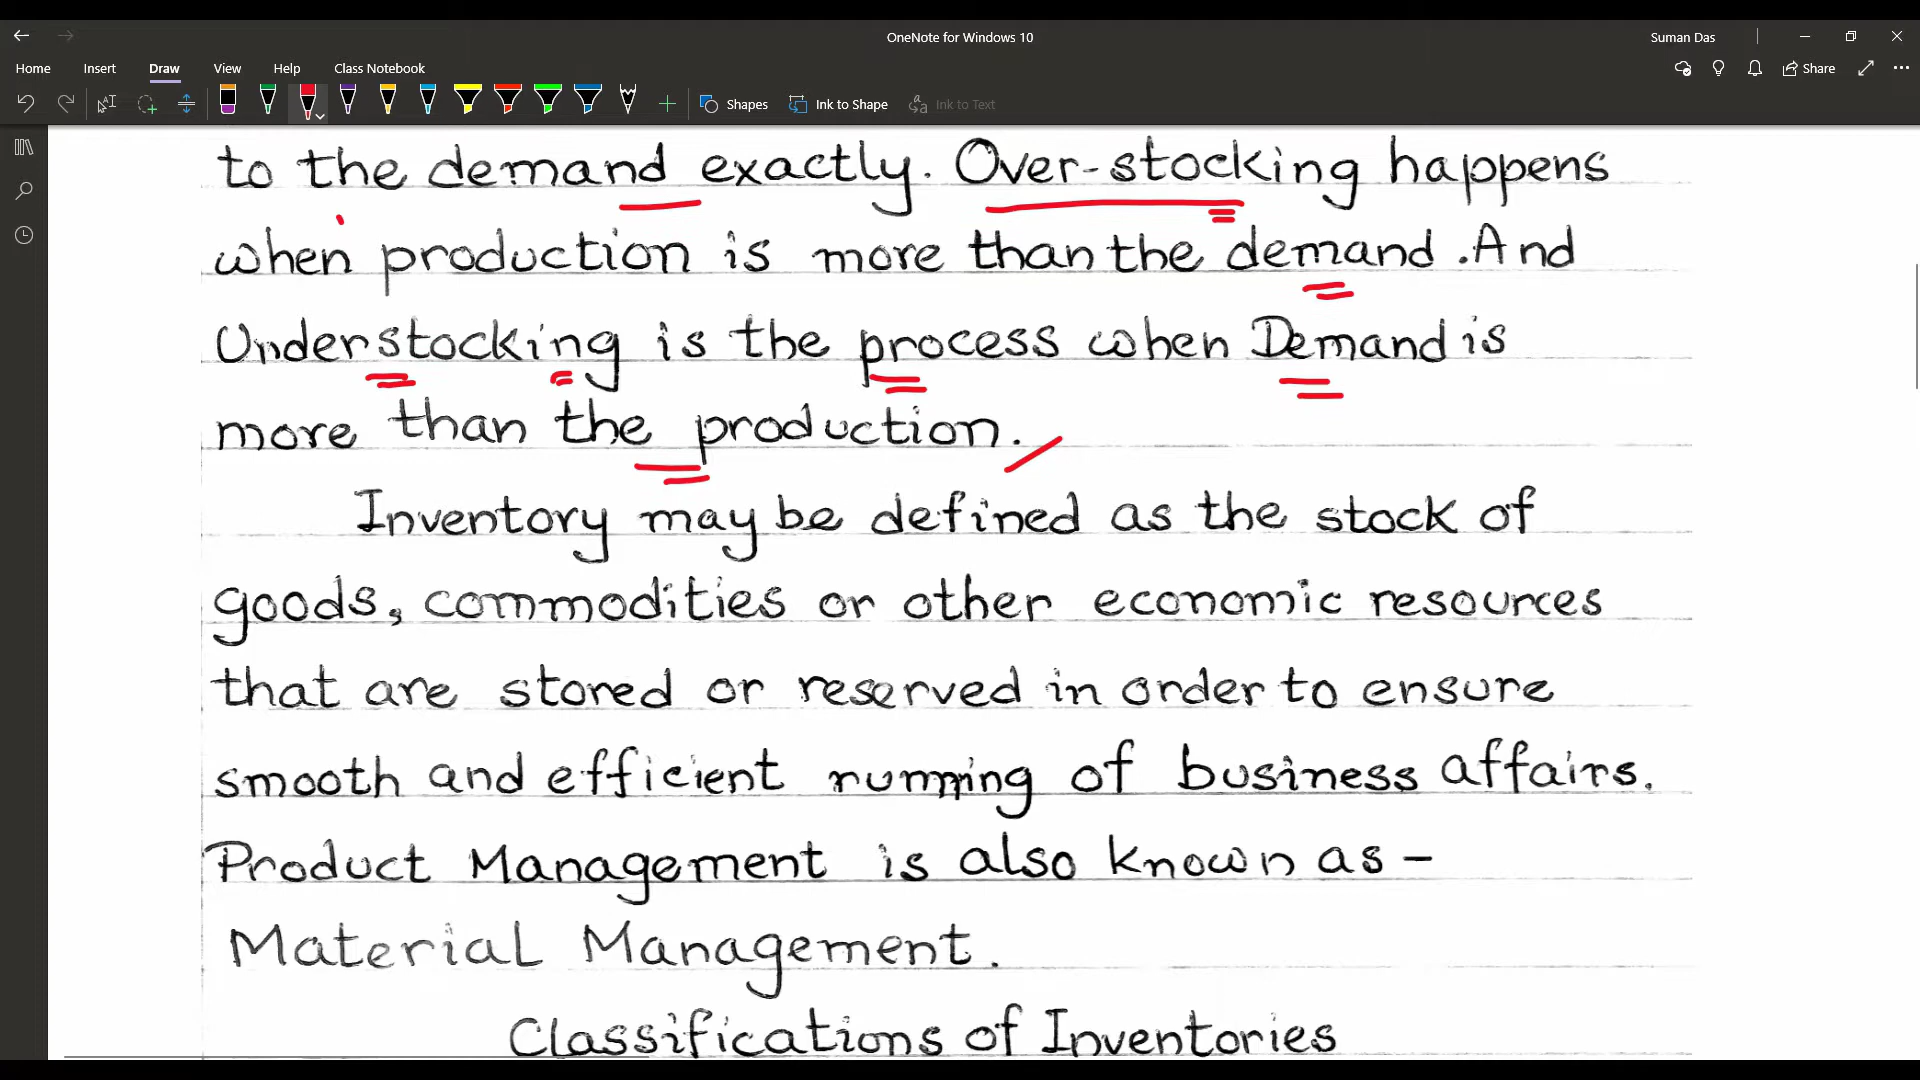 OneNote for Windows 10
Suman Das
Home Insert Draw View Help Class Notebook
Share
Shapes Ink to Shape Ink to Text
to the demand exactly. Over-stocking happens
when production is more than the demand. And
Understocking is the process when Demand is
more than the production.
Inventory may be defined as the stock of
goods, commodities or other economic resources
that are stored or reserved in order to ensure
smooth and efficient running of business affairs.
Product Management is also known as –
Material Management.
Classifications of Inventories